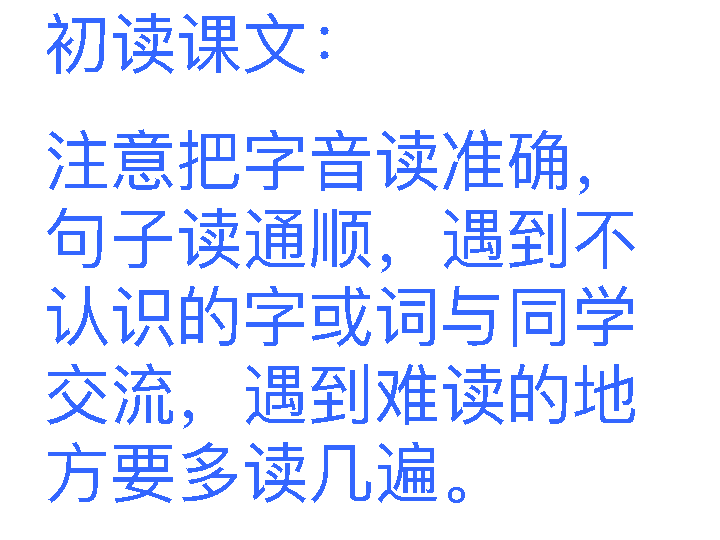 初读课文：
注意把字音读准确，
句子读通顺，遇到不
认识的字或词与同学
交流，遇到难读的地
方要多读几遍。